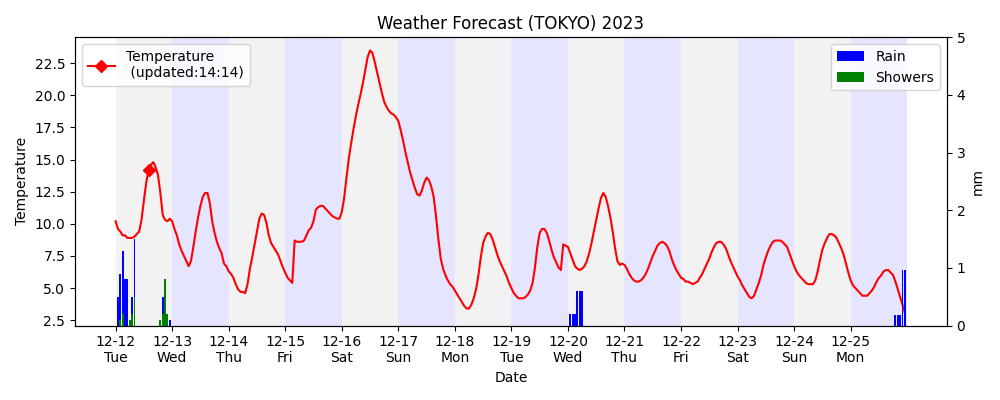 Weather Forecast (TOKYO) 2023
Temperature
(updated:14:14)
Rain
Showers
Temperature
22.5
20.0
17.5
15.0
12.5
10.0
7.5
5.0
2.5
5
4
3
2
1
0
mm
12-12 12-13 12-14 12-15 12-16 12-17 12-18 12-19 12-20 12-21 12-22 12-23 12-24 12-25
Tue Wed Thu Fri Sat Sun Mon Tue Wed Thu Fri Sat Sun Mon
Date